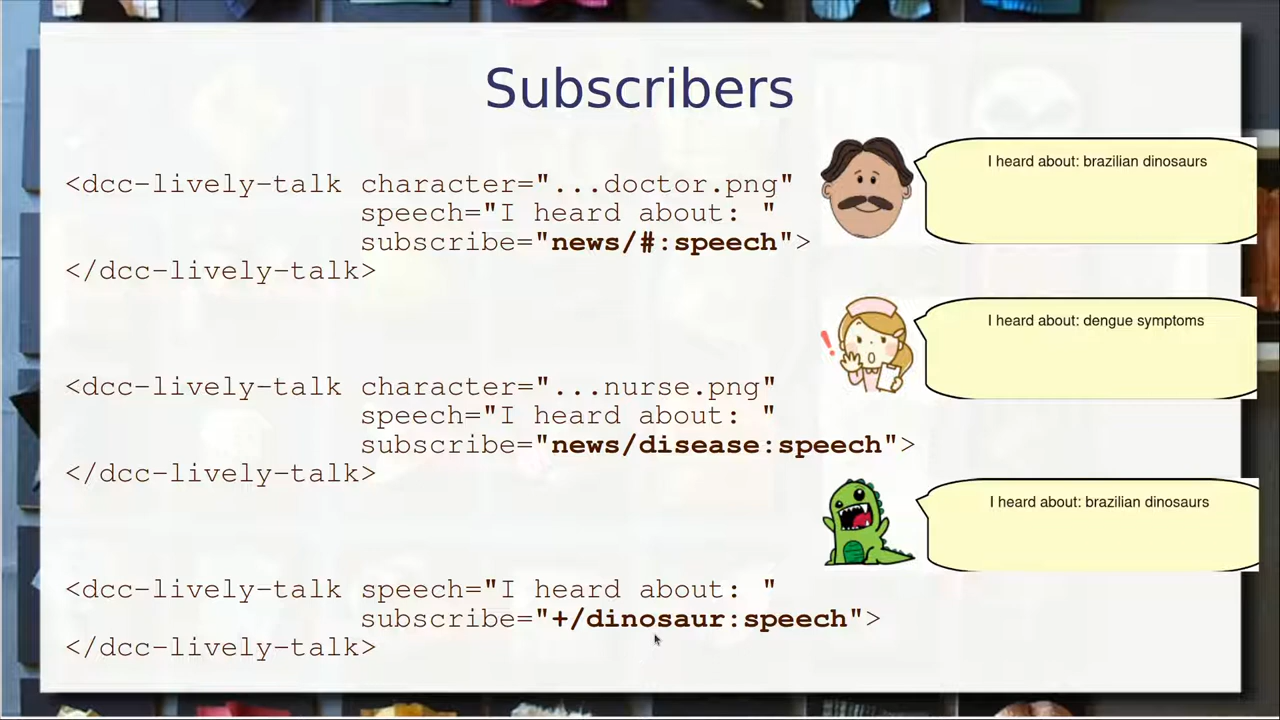 Subscribers
<dcc-lively-talk character="...doctor.png"
speech="I heard about: "
subscribe="news/#:speech">
</dcc-lively-talk>
I heard about: brazilian dinosaurs
<dcc-lively-talk character="...nurse.png"
speech="I heard about: "
subscribe="news/disease:speech">
</dcc-lively-talk>
I heard about: dengue symptoms
I heard about: brazilian dinosaurs
<dcc-lively-talk speech="I heard about: "
subscribe="+/dinosaur:speech">
</dcc-lively-talk>